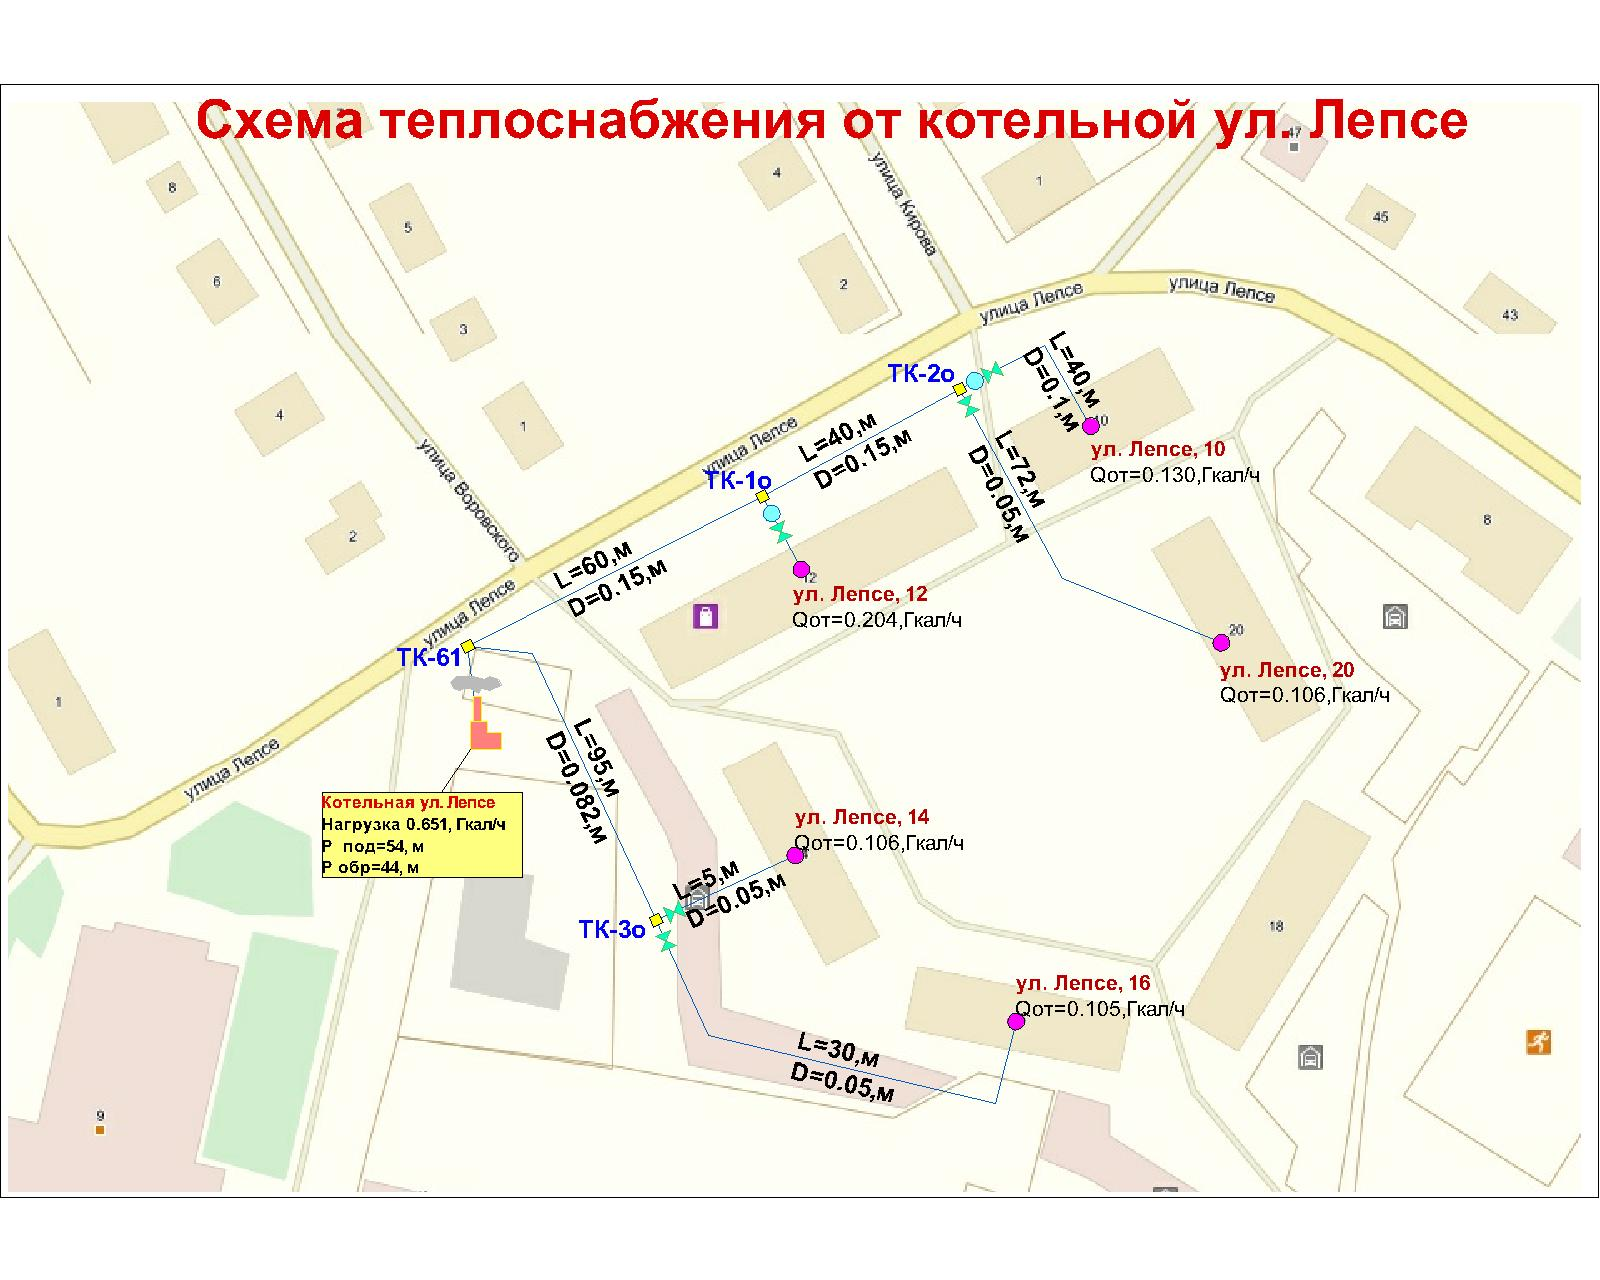 Схема теплоснабжения от котельной ул. Лепсе
47
4
1
8
улица Кирова
45
5
6
2
улица Лепсе
улица Лепсе
43
3
L=40,м
D=0.1,м
ТК-2о
4
1
10
улица Лепсе
L=40,м
D=0.15,м
ул. Лепсе, 10
Qот=0.130,Гкал/ч
улица Воровского
ТК-1о
L=72,м
D=0.05,м
8
2
L=60,м
D=0.15,м
12
ул. Лепсе, 12
Qот=0.204,Гкал/ч
улица Лепсе
20
ТК-61
ул. Лепсе, 20
Qот=0.106,Гкал/ч
1
улица Лепсе
L=95,м
D=0.082,м
Котельная ул. Лепсе
Нагрузка 0.651, Гкал/ч
Р под=54, м
Р обр=44, м
ул. Лепсе, 14
Qот=0.106,Гкал/ч
L=5,м
D=0.05,м
ТК-3о
18
ул. Лепсе, 16
Qот=0.105,Гкал/ч
L=30,м
D=0.05,м
9